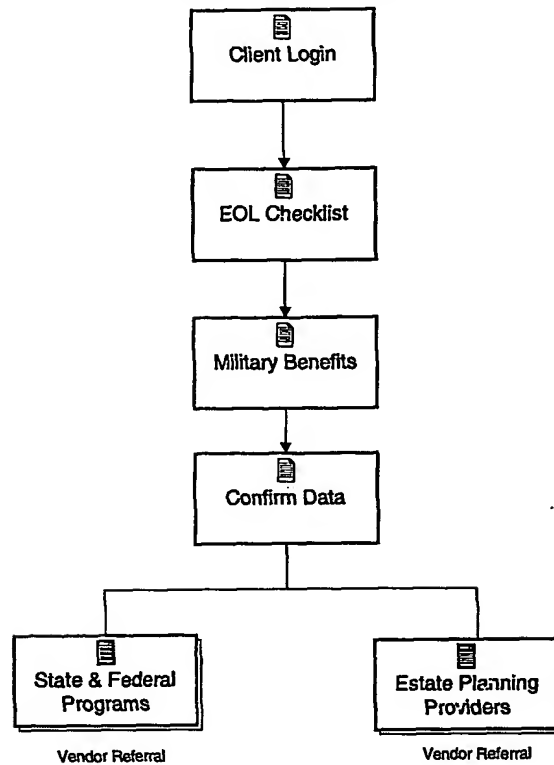 Client Login
EOL Checklist
Military Benefits
Confirm Data
State & Federal
Programs
Estate Planning
Providers
Vendor Referral
Vendor Referral